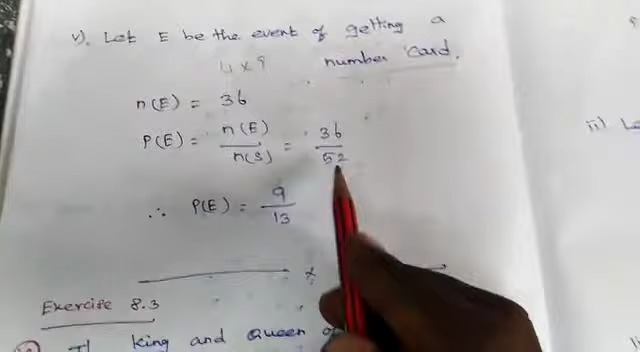 v). Let E be the event of getting a
number card.
4 x 9
n(E) = 36
P(E) = n(E) / n(S) = 36 / 52
∴ P(E) = 9 / 13
x
Exercise 8.3
king and Queen
ii)